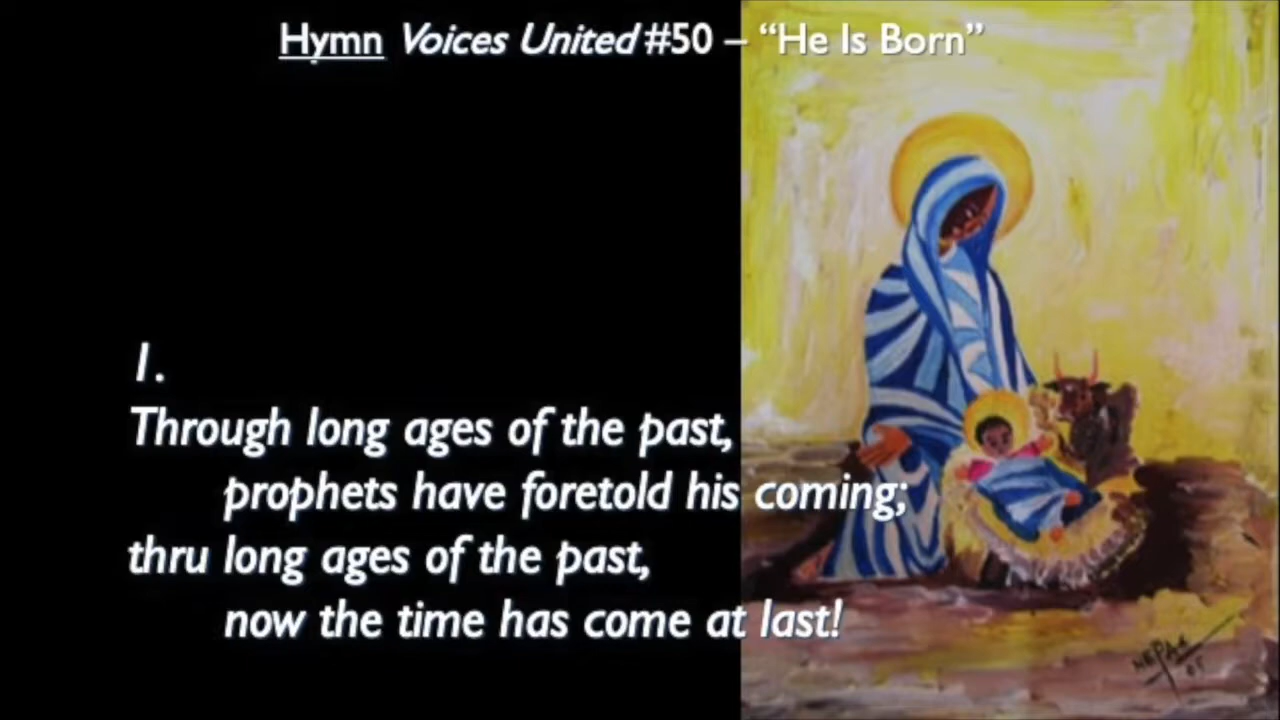 Hymn Voices United #50 – “He Is Born”
1.
Through long ages of the past,
prophets have foretold his coming;
thru long ages of the past,
now the time has come at last!